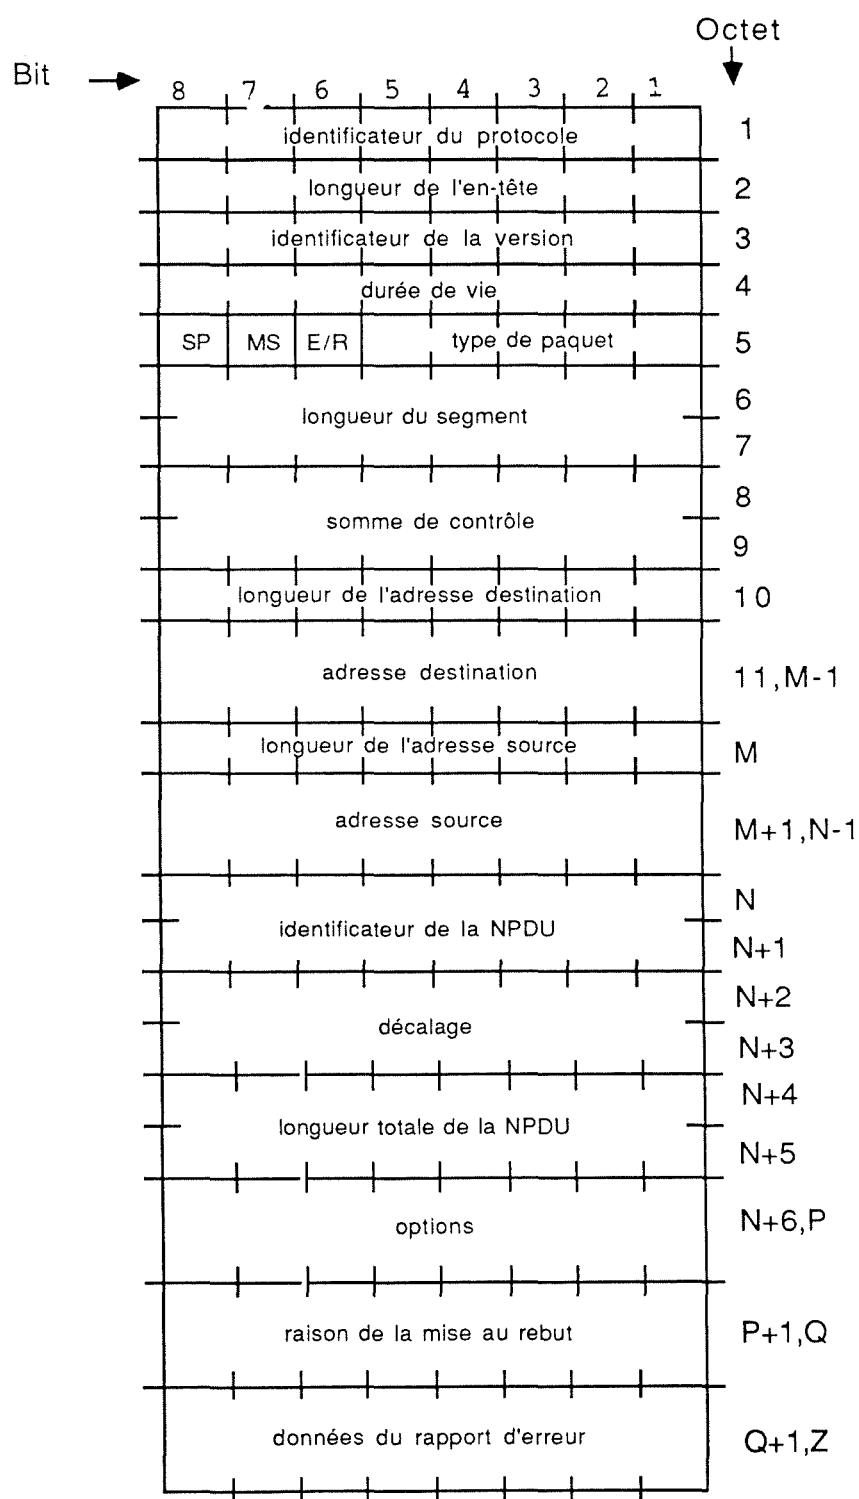 Octet
Bit
8 7 6 5 4 3 2 1
identificateur du protocole 1
longueur de l'en-tête 2
identificateur de la version 3
durée de vie 4
SP MS E/R type de paquet 5
6
longueur du segment
7
8
somme de contrôle
9
longueur de l'adresse destination 10
adresse destination 11,M-1
longueur de l'adresse source M
adresse source M+1,N-1
N
identificateur de la NPDU
N+1
N+2
décalage
N+3
N+4
longueur totale de la NPDU
N+5
options N+6,P
raison de la mise au rebut P+1,Q
données du rapport d'erreur Q+1,Z